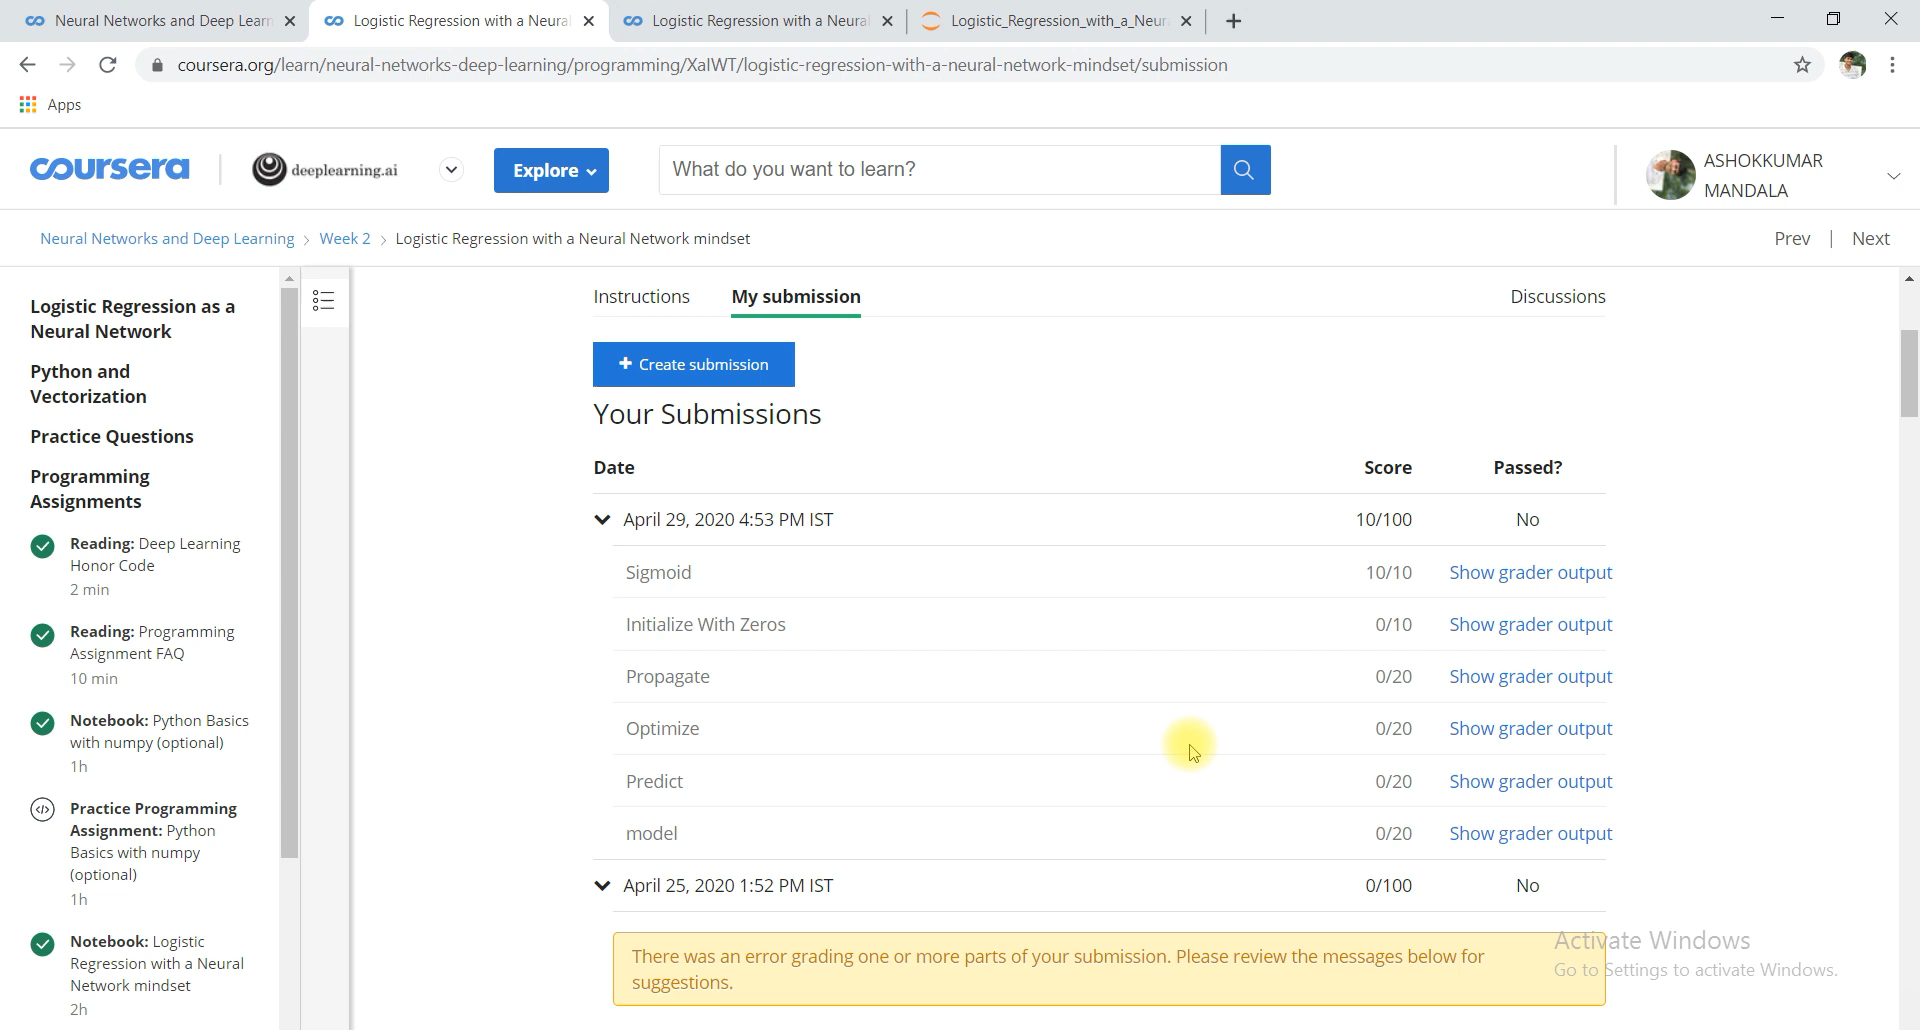 Neural Networks and Deep Learn
Logistic Regression with a Neural
Logistic Regression with a Neural
Logistic_Regression_with_a_Neur
coursera.org/learn/neural-networks-deep-learning/programming/XaIWT/logistic-regression-with-a-neural-network-mindset/submission
Apps
coursera
deeplearning.ai
Explore
What do you want to learn?
ASHOKKUMAR
MANDALA
Neural Networks and Deep Learning > Week 2 > Logistic Regression with a Neural Network mindset
Prev | Next
Logistic Regression as a
Neural Network
Python and
Vectorization
Practice Questions
Programming
Assignments
Reading: Deep Learning
Honor Code
2 min
Reading: Programming
Assignment FAQ
10 min
Notebook: Python Basics
with numpy (optional)
1h
Practice Programming
Assignment: Python
Basics with numpy
(optional)
1h
Notebook: Logistic
Regression with a Neural
Network mindset
2h
Instructions My submission Discussions
+ Create submission
Your Submissions
Date Score Passed?
April 29, 2020 4:53 PM IST 10/100 No
Sigmoid 10/10 Show grader output
Initialize With Zeros 0/10 Show grader output
Propagate 0/20 Show grader output
Optimize 0/20 Show grader output
Predict 0/20 Show grader output
model 0/20 Show grader output
April 25, 2020 1:52 PM IST 0/100 No
There was an error grading one or more parts of your submission. Please review the messages below for
suggestions.
Activate Windows
Go to Settings to activate Windows.